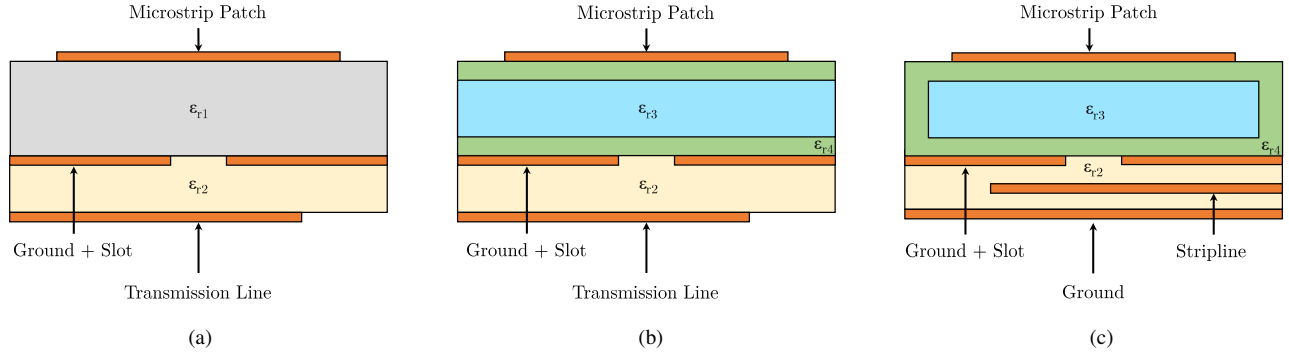 Microstrip Patch
Microstrip Patch
Microstrip Patch
εr1
εr3
εr3
εr4
εr4
εr2
εr2
εr2
Ground + Slot
Ground + Slot
Ground + Slot
Stripline
Transmission Line
Transmission Line
Ground
(a)
(b)
(c)